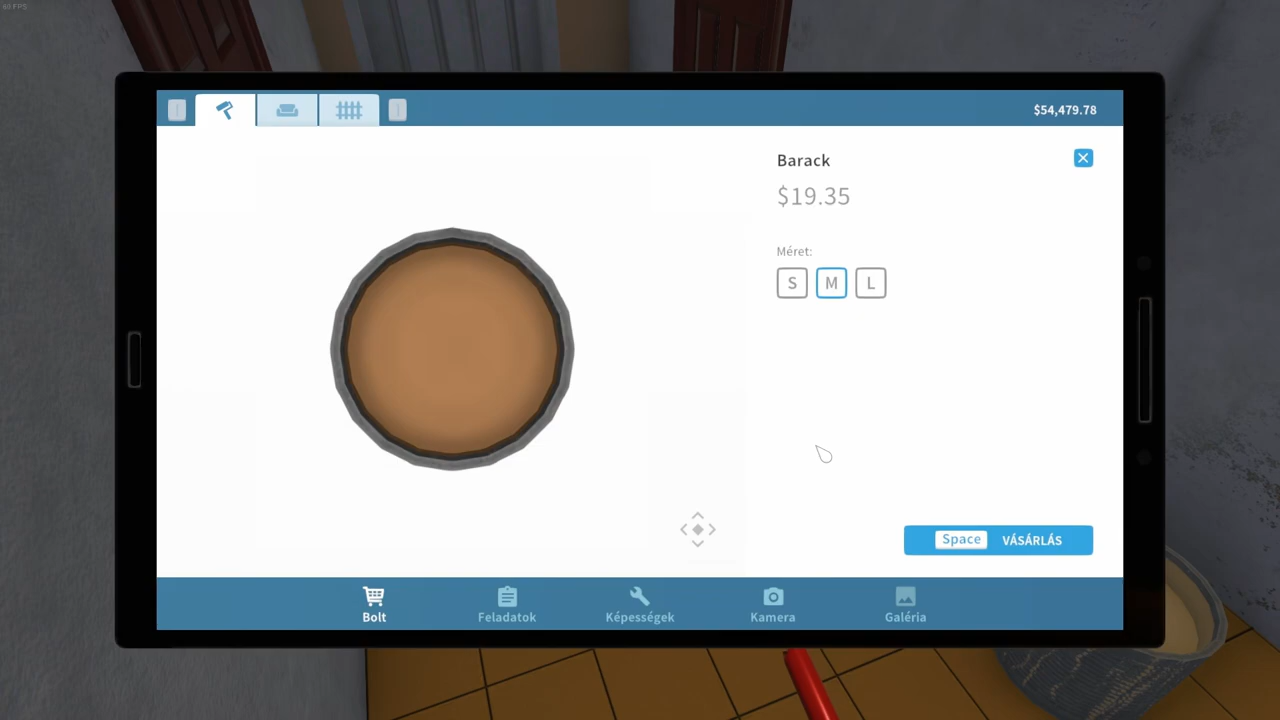 60 FPS
$54,479.78
Barack
$19.35
Méret:
S M L
Space VÁSÁRLÁS
Bolt Feladatok Képességek Kamera Galéria